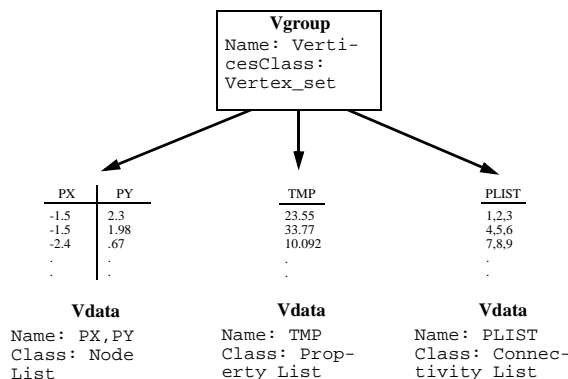 Vgroup
Name: Verti-
cesClass:
Vertex_set
PX PY TMP PLIST
-1.5 2.3 23.55 1,2,3
-1.5 1.98 33.77 4,5,6
-2.4 .67 10.092 7,8,9
. . . .
. . . .
Vdata Vdata Vdata
Name: PX,PY Name: TMP Name: PLIST
Class: Node Class: Prop- Class: Connec-
List erty List tivity List